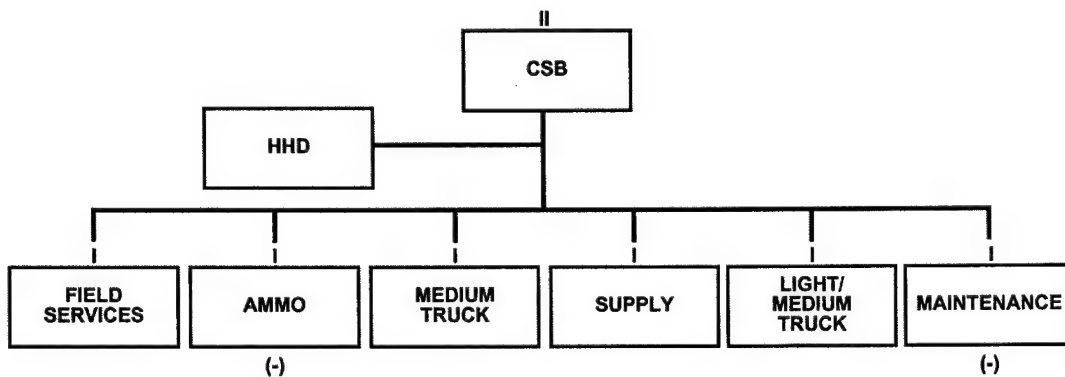 II
CSB
HHD
I I I I I I
FIELD
SERVICES
AMMO
MEDIUM
TRUCK
SUPPLY
LIGHT/
MEDIUM
TRUCK
MAINTENANCE
(-)
(-)